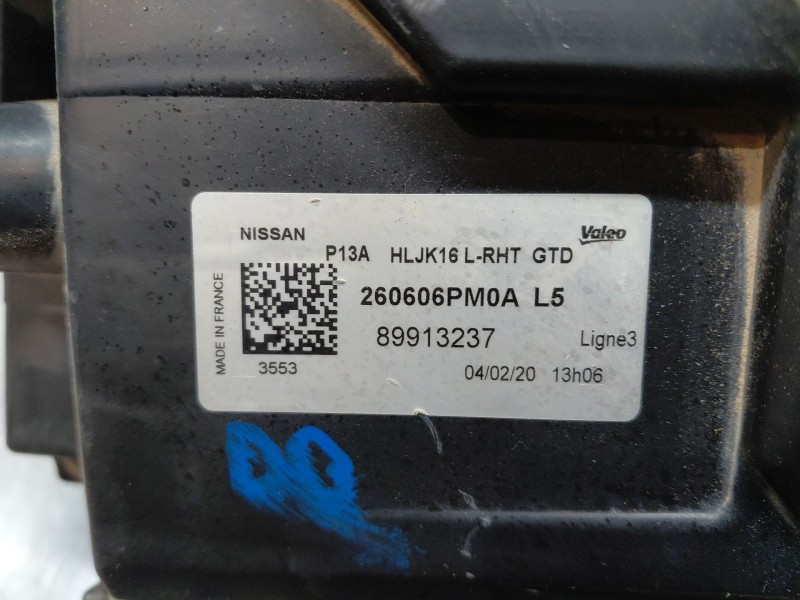 NISSAN
Valeo
P13A HLJK16 L-RHT GTD
260606PM0A L5
89913237
Ligne3
MADE IN FRANCE
3553
04/02/20 13h06